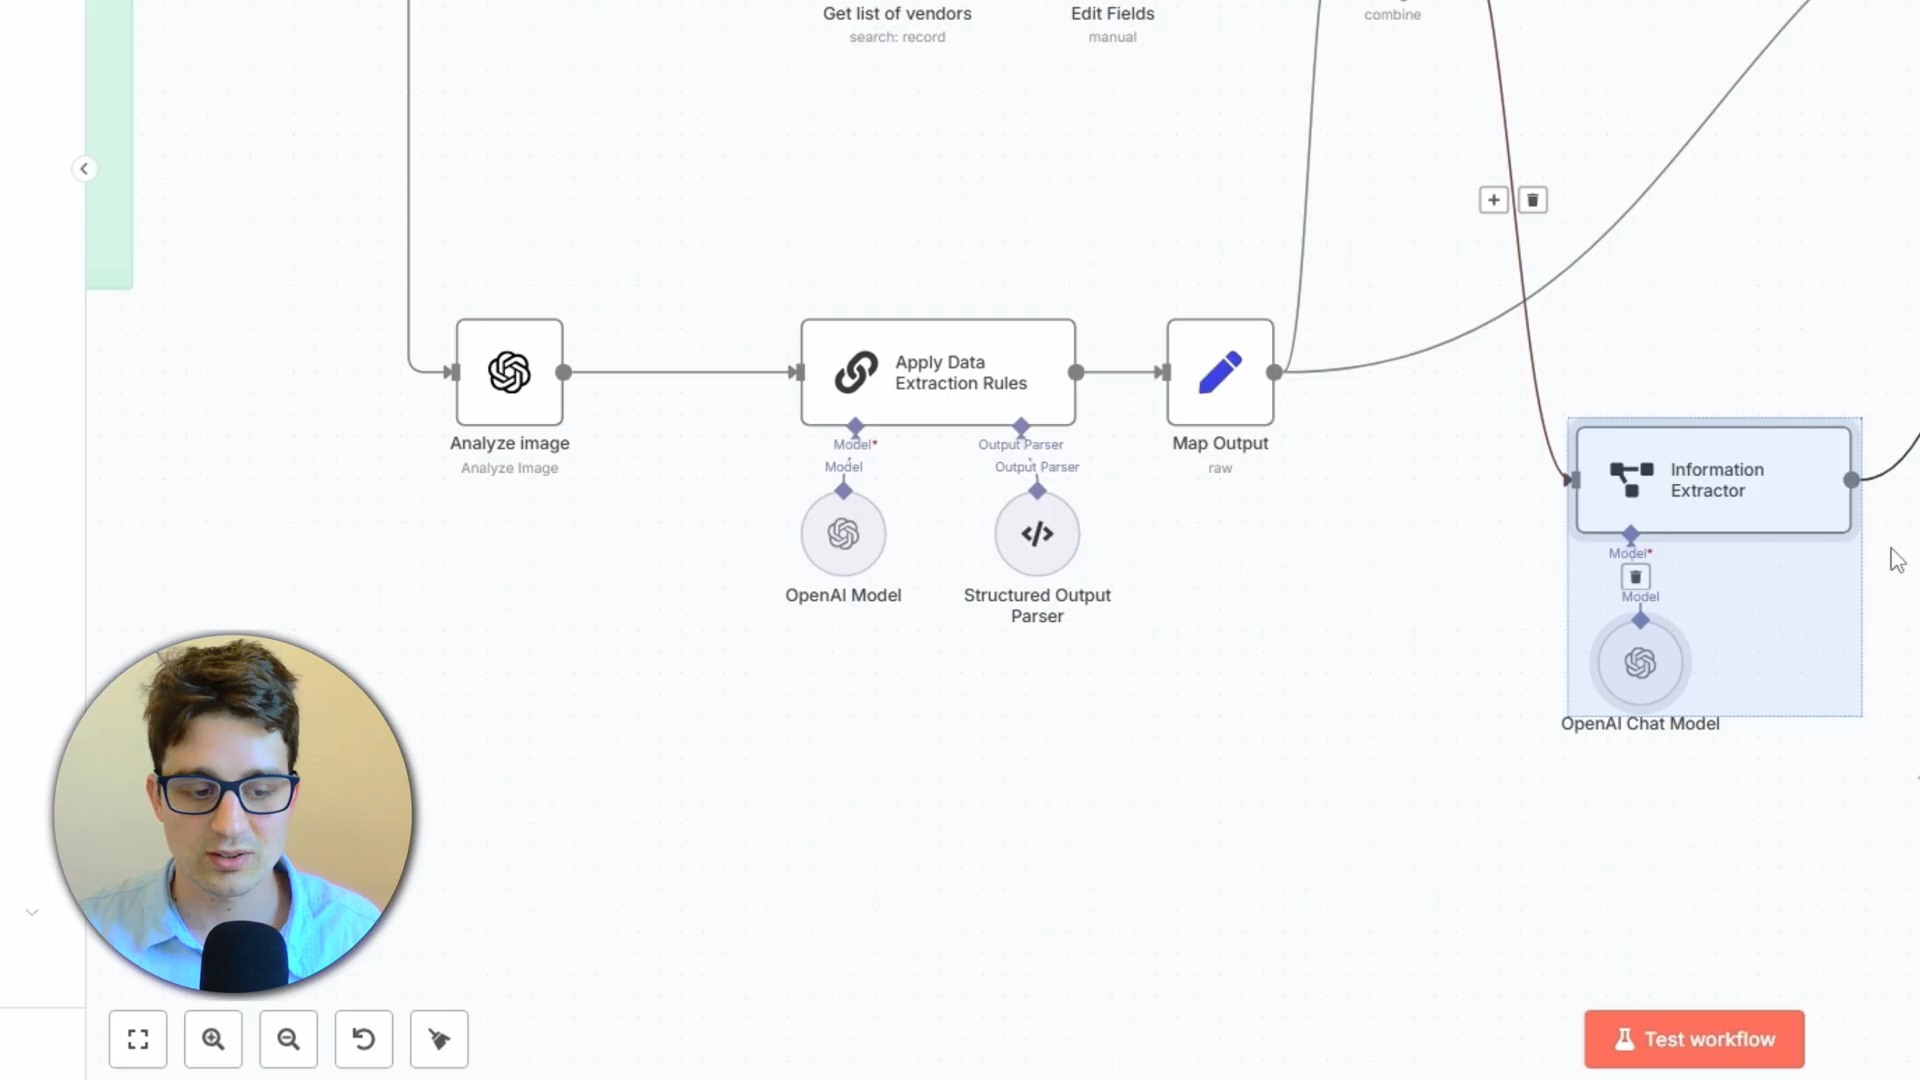 Get list of vendors
search: record
Edit Fields
manual
combine
Analyze image
Analyze Image
Apply Data
Extraction Rules
Model*
Output Parser
Model
Output Parser
OpenAI Model
Structured Output
Parser
Map Output
raw
Information
Extractor
Model*
Model
OpenAI Chat Model
Test workflow